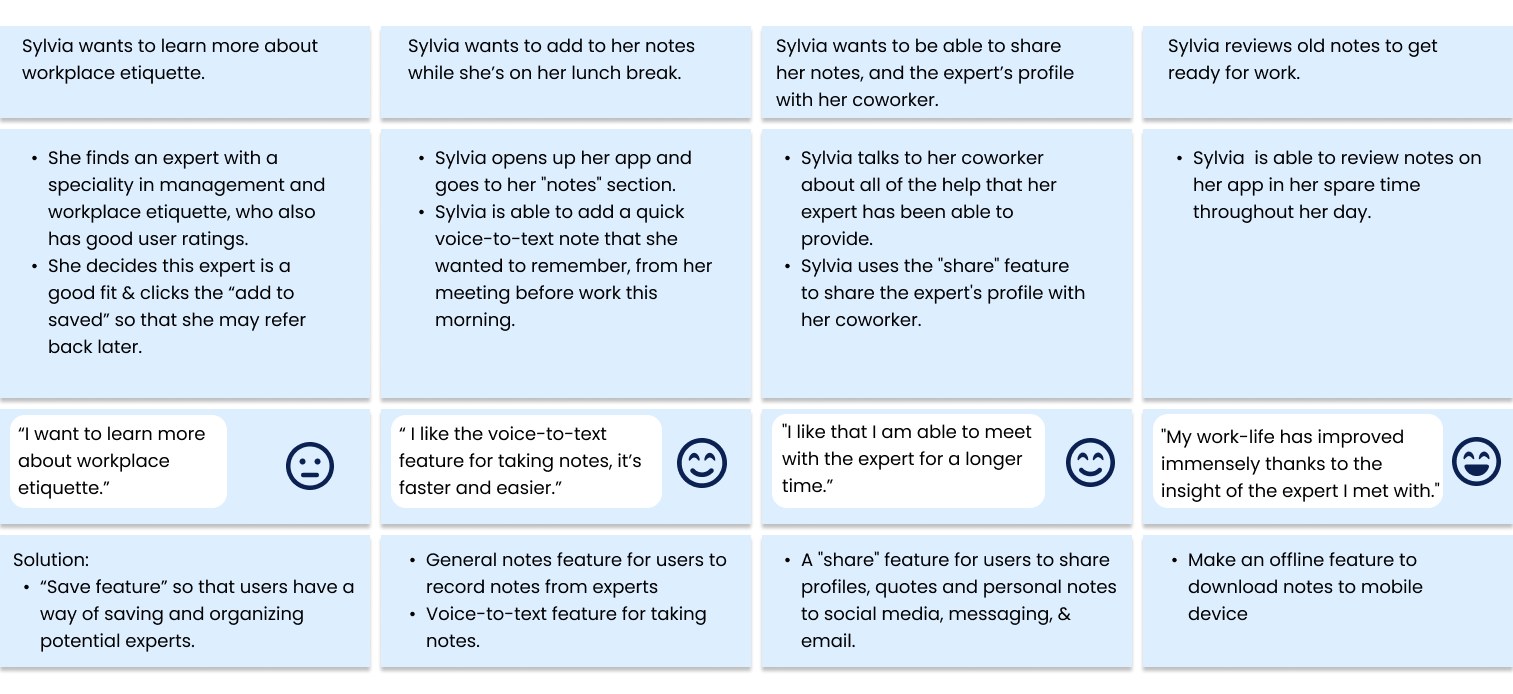 Sylvia wants to learn more about
workplace etiquette.
Sylvia wants to add to her notes
while she’s on her lunch break.
Sylvia wants to be able to share
her notes, and the expert’s profile
with her coworker.
Sylvia reviews old notes to get
ready for work.
• She finds an expert with a
speciality in management and
workplace etiquette, who also
has good user ratings.
• She decides this expert is a
good fit & clicks the “add to
saved” so that she may refer
back later.
• Sylvia opens up her app and
goes to her "notes" section.
• Sylvia is able to add a quick
voice-to-text note that she
wanted to remember, from her
meeting before work this
morning.
• Sylvia talks to her coworker
about all of the help that her
expert has been able to
provide.
• Sylvia uses the "share" feature
to share the expert's profile with
her coworker.
• Sylvia  is able to review notes on
her app in her spare time
throughout her day.
“I want to learn more
about workplace
etiquette.”
“ I like the voice-to-text
feature for taking notes, it’s
faster and easier.”
"I like that I am able to meet
with the expert for a longer
time.”
"My work-life has improved
immensely thanks to the
insight of the expert I met with."
Solution:
• “Save feature” so that users have a
way of saving and organizing
potential experts.
• General notes feature for users to
record notes from experts
• Voice-to-text feature for taking
notes.
• A "share" feature for users to share
profiles, quotes and personal notes
to social media, messaging, &
email.
• Make an offline feature to
download notes to mobile
device